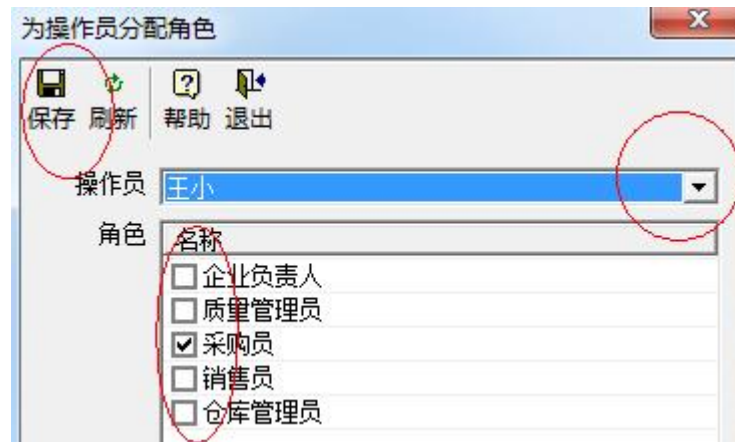 为操作员分配角色
保存 刷新 帮助 退出
操作员 王小
角色 名称
企业负责人
质量管理员
采购员
销售员
仓库管理员